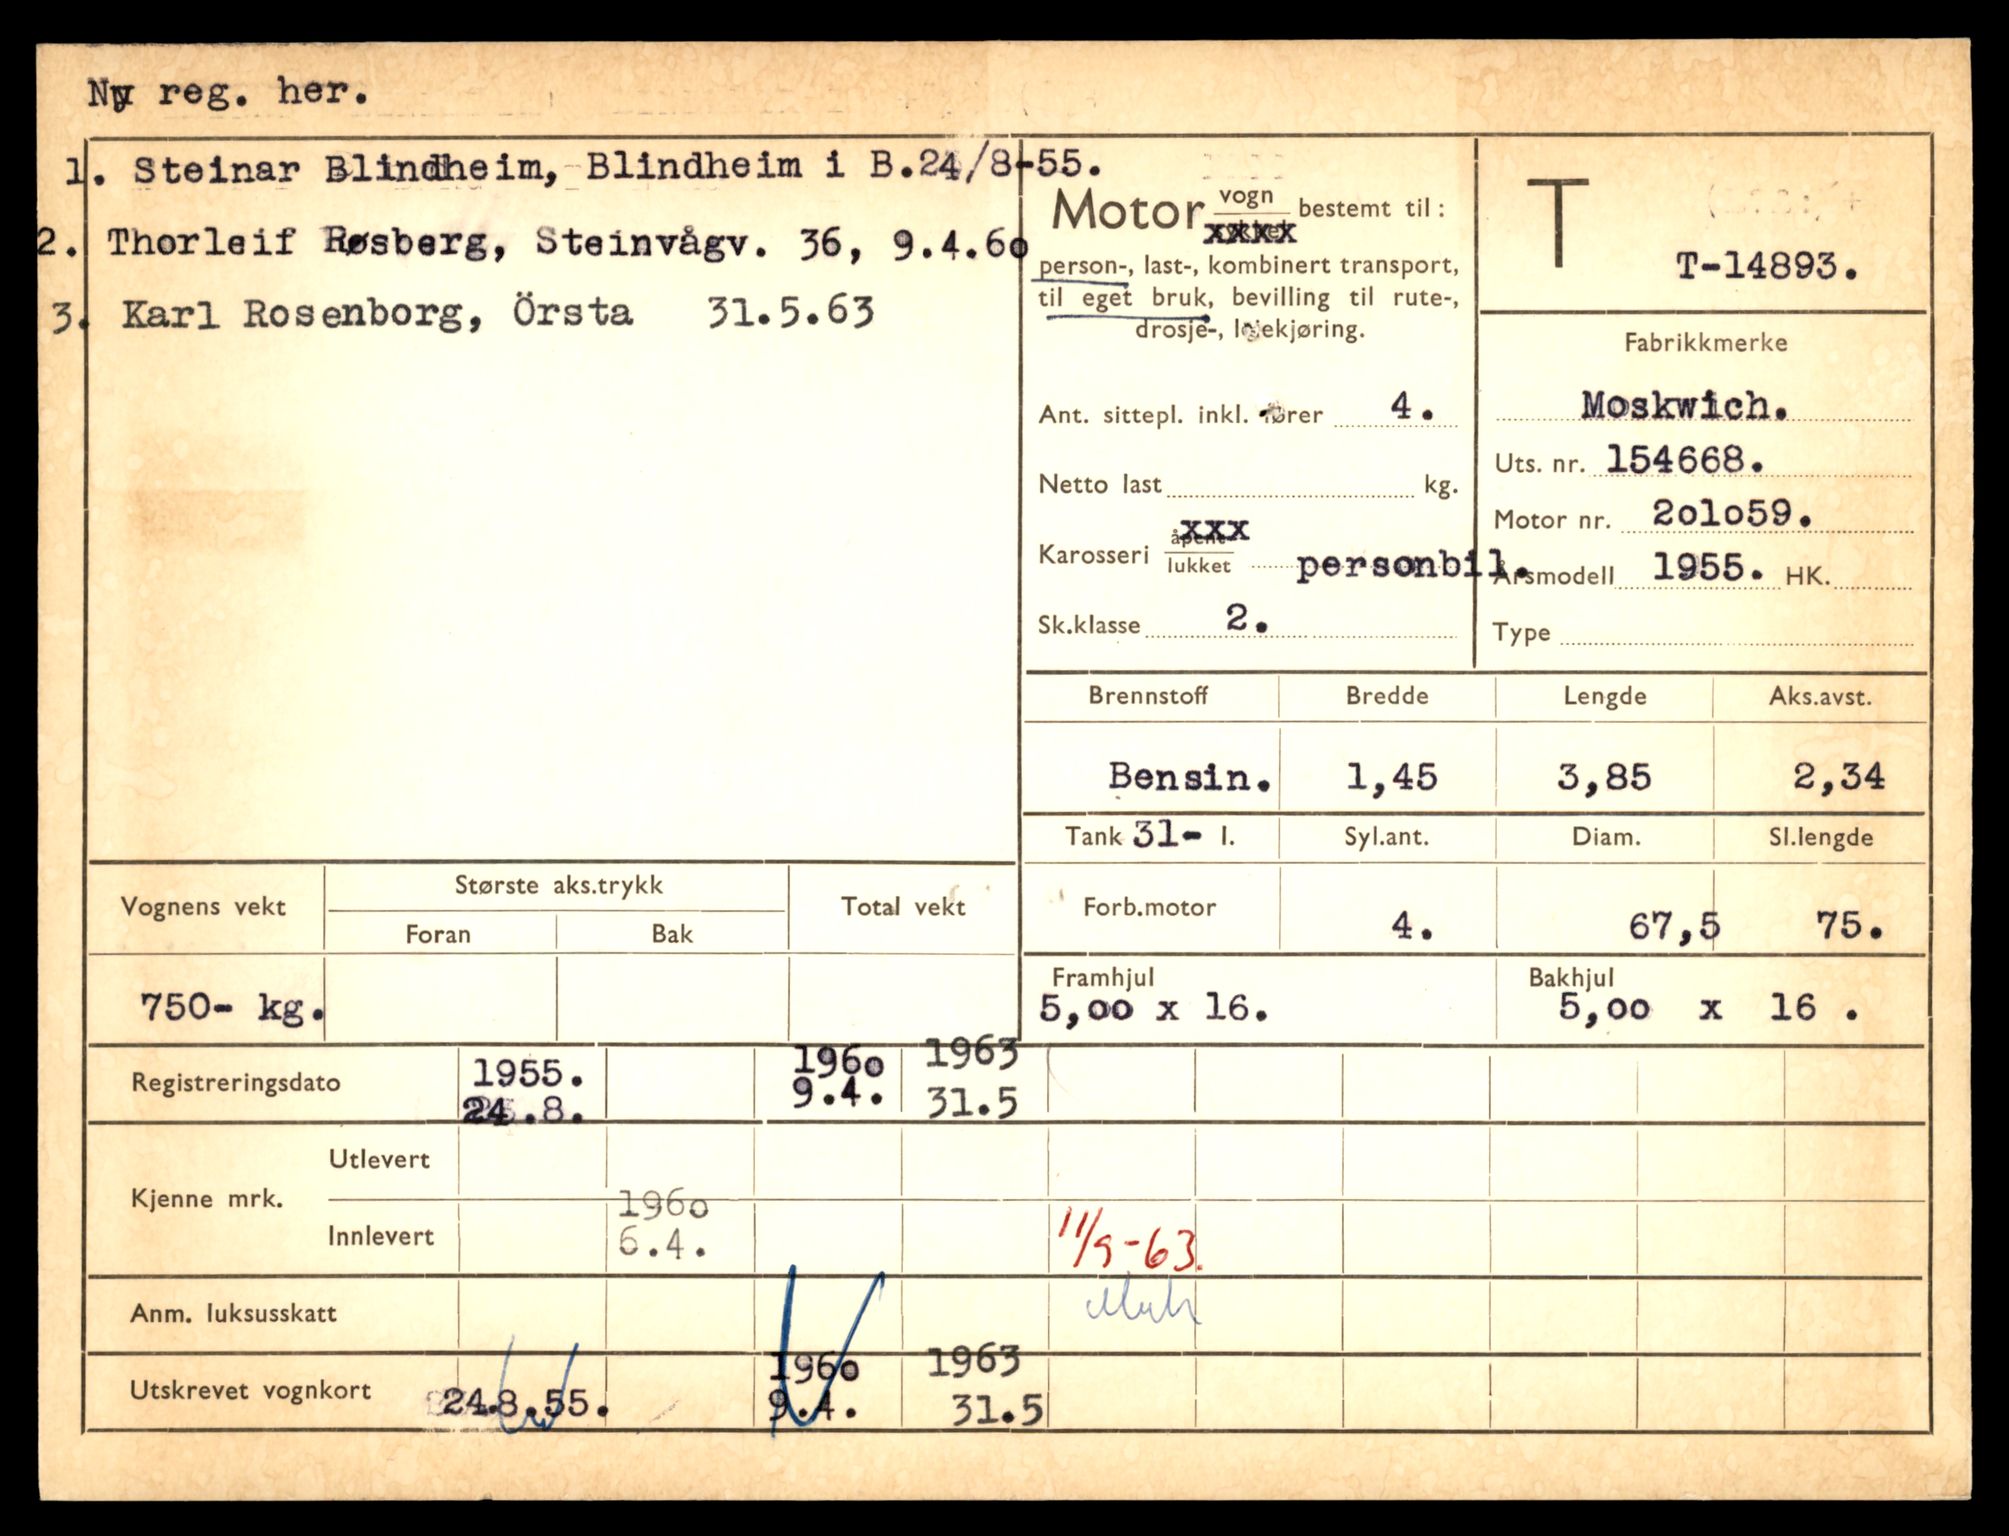 Ny reg. her.
1. Steinar Blindheim, Blindheim i B.24/8-55.
2. Thorleif Røsberg, Steinvågv. 36, 9.4.60
3. Karl Rosenborg, Örsta 31.5.63
Motor vogn bestemt til:
xxxx
person-, last-, kombinert transport,
til eget bruk, bevilling til rute-,
drosje-, leiekjøring.
Ant. sittepl. inkl. fører 4.
Netto last kg.
xxx
Karosseri åpent
lukket personbil.
Sk.klasse 2.
T
T-14893.
Fabrikkmerke
Moskwich.
Uts. nr. 154668.
Motor nr. 2o1o59.
Årsmodell 1955. HK.
Type
Brennstoff Bredde Lengde Aks.avst.
Bensin. 1,45 3,85 2,34
Tank 31- l. Syl.ant. Diam. Sl.lengde
Forb.motor 4. 67,5 75.
Framhjul Bakhjul
5,oo x 16. 5,oo x 16 .
Vognens vekt Største aks.trykk Total vekt
Foran Bak
750- kg.
Registreringsdato 1955. 196o 1963
24.8. 9.4. 31.5
Kjenne mrk. Utlevert
Innlevert 196o
6.4. 11/9-63.
Anm. luksusskatt
Utskrevet vognkort 24.8.55. 196o 1963
9.4. 31.5